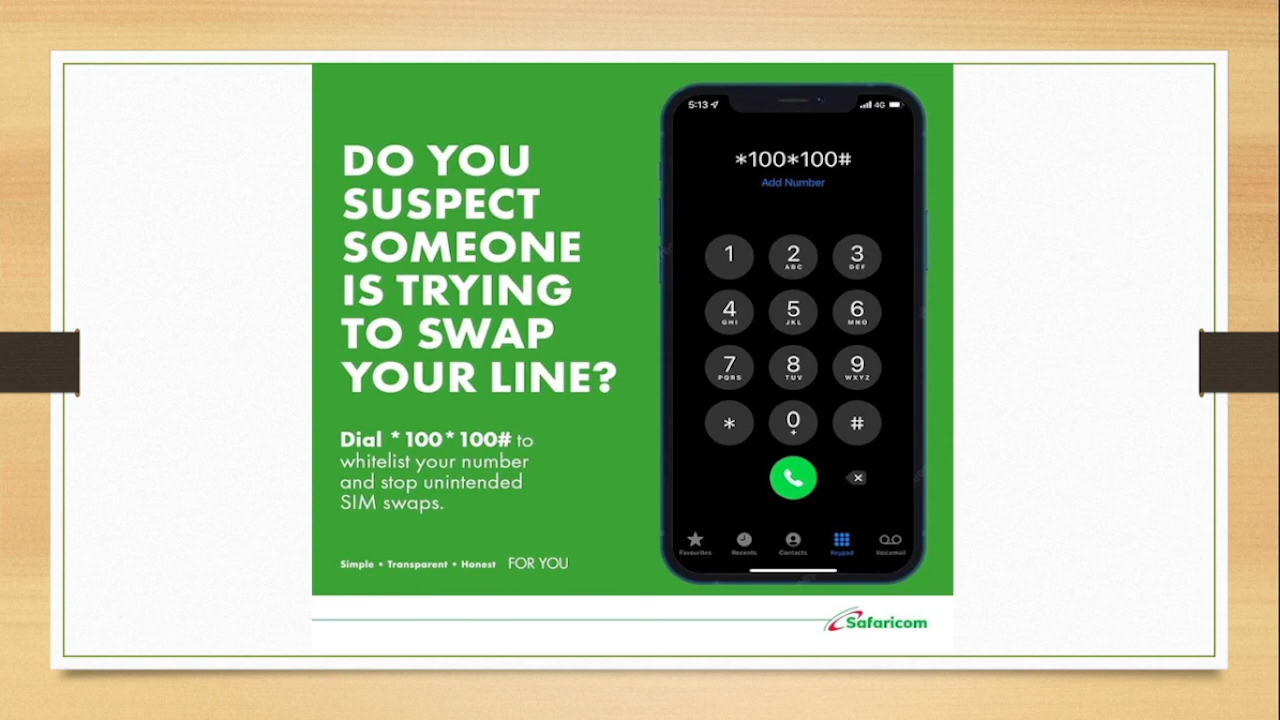 DO YOU
SUSPECT
SOMEONE
IS TRYING
TO SWAP
YOUR LINE?
Dial *100*100# to
whitelist your number
and stop unintended
SIM swaps.
Simple • Transparent • Honest FOR YOU
5:13
4G
*100*100#
Add Number
1
2
ABC
3
DEF
4
GHI
5
JKL
6
MNO
7
PQRS
8
TUV
9
WXYZ
*
0
+
#
Favourites
Recents
Contacts
Keypad
Voicemail
Safaricom